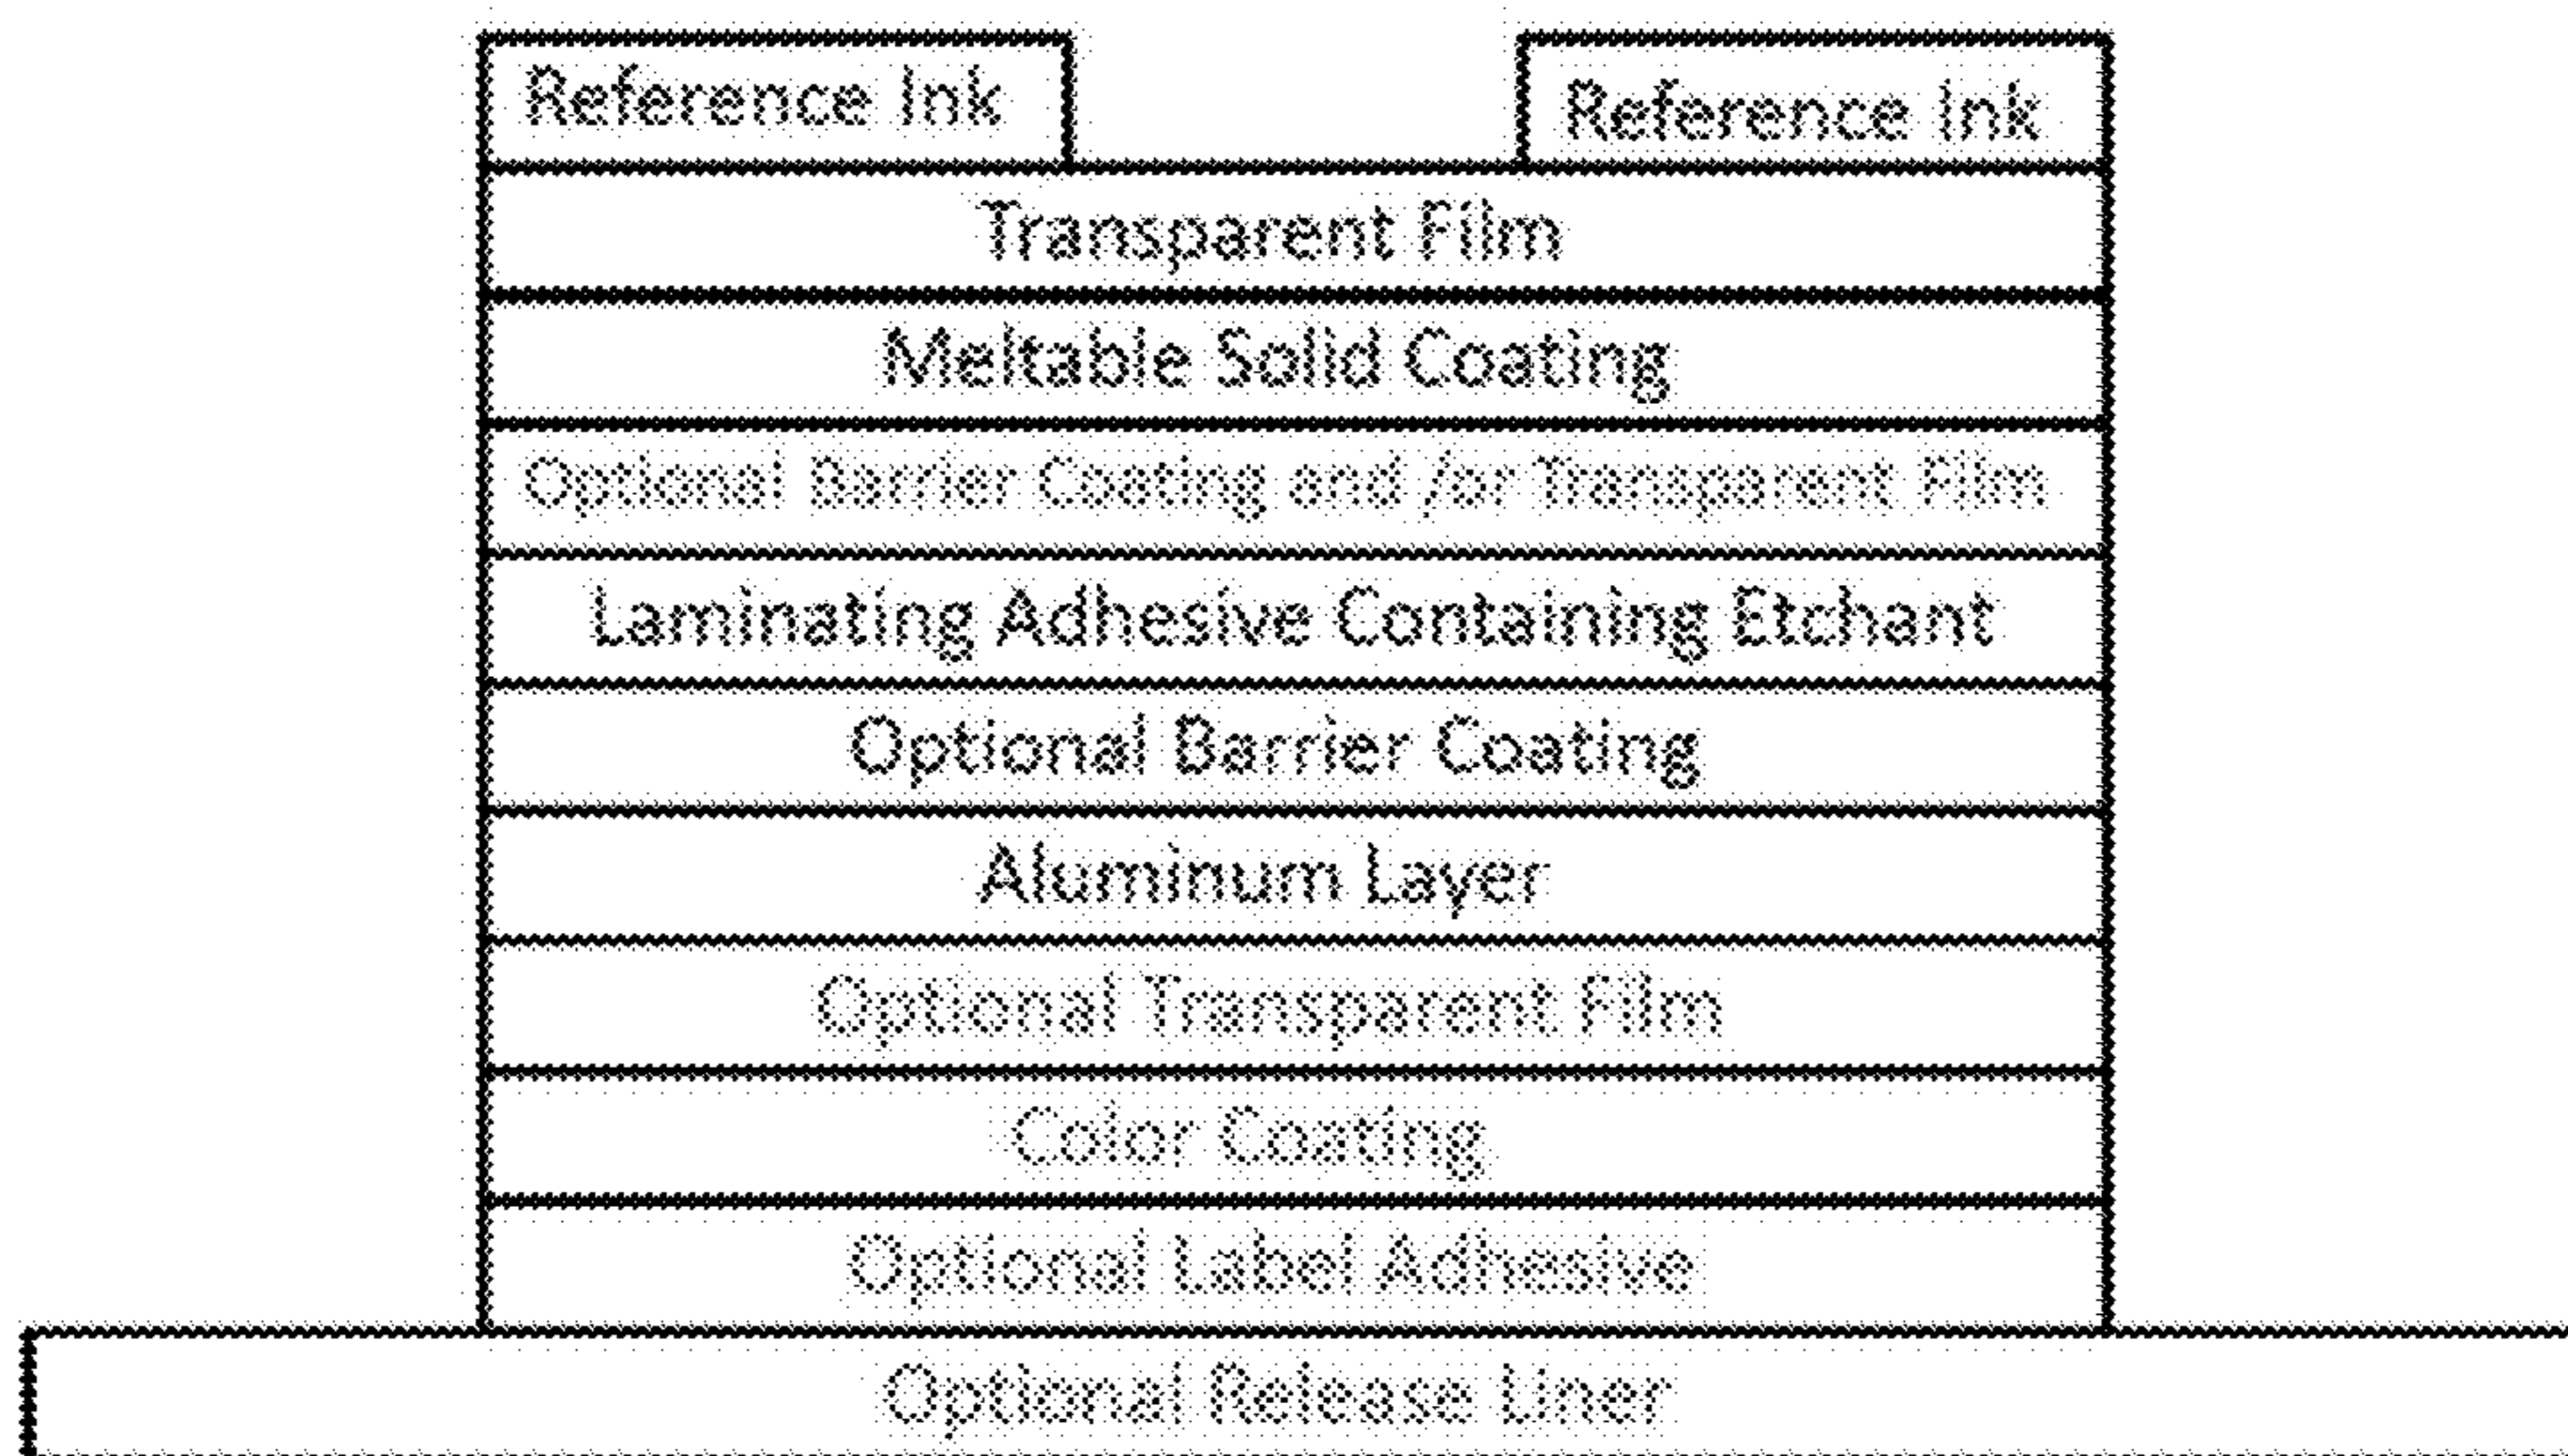 Reference Ink
Reference Ink
Transparent Film
Meltable Solid Coating
Optional Barrier Coating and /or Transparent Film
Laminating Adhesive Containing Etchant
Optional Barrier Coating
Aluminum Layer
Optional Transparent Film
Color Coating
Optional Label Adhesive
Optional Release Liner